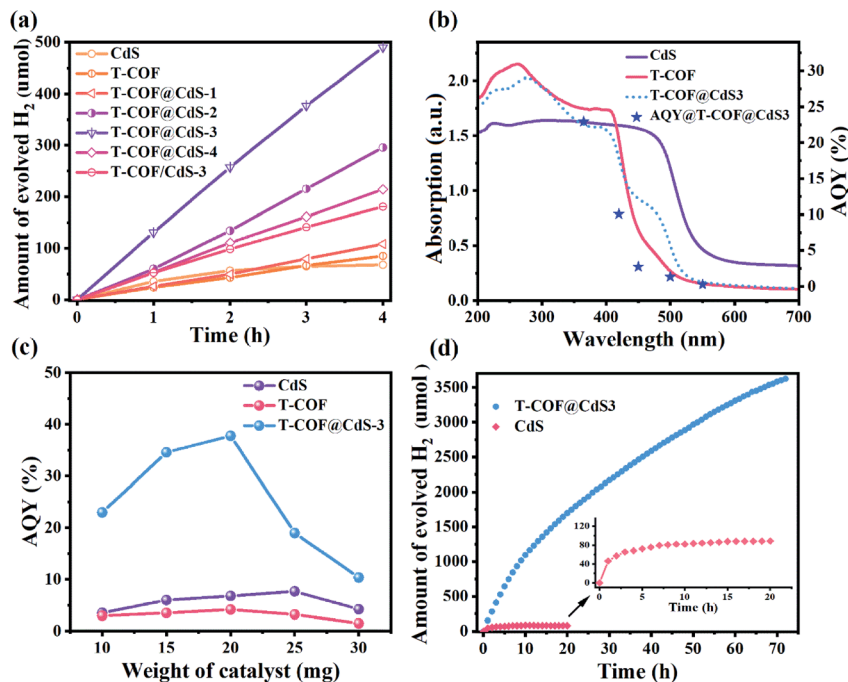 (a)
Amount of evolved H2 (umol)
500
400
300
200
100
0
CdS
T-COF
T-COF@CdS-1
T-COF@CdS-2
T-COF@CdS-3
T-COF@CdS-4
T-COF/CdS-3
0 1 2 3 4
Time (h)
(b)
Absorption (a.u.)
2.0
1.5
1.0
0.5
0.0
CdS
T-COF
T-COF@CdS3
AQY@T-COF@CdS3
30
25
20
15
10
5
0
AQY (%)
200 300 400 500 600 700
Wavelength (nm)
(c)
AQY (%)
50
40
30
20
10
0
CdS
T-COF
T-COF@CdS-3
10 15 20 25 30
Weight of catalyst (mg)
(d)
Amount of evolved H2 (umol)
3500
3000
2500
2000
1500
1000
500
0
T-COF@CdS3
CdS
120
80
40
0
0 5 10 15 20
Time (h)
0 10 20 30 40 50 60 70
Time (h)